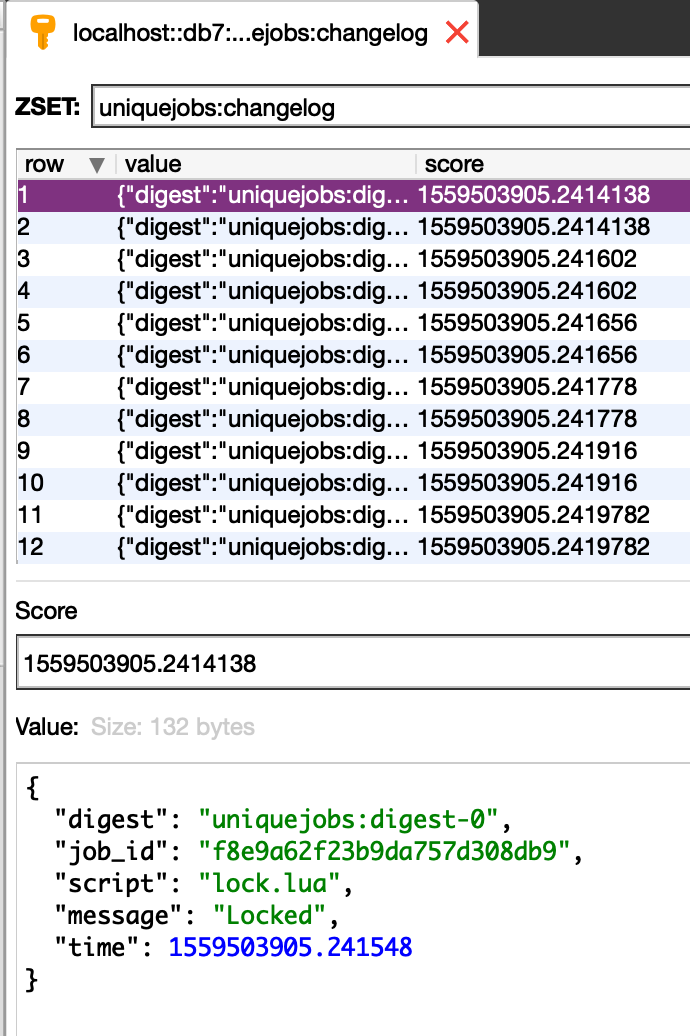 localhost::db7:...ejobs:changelog
ZSET: uniquejobs:changelog
row value score
1 {"digest":"uniquejobs:dig... 1559503905.2414138
2 {"digest":"uniquejobs:dig... 1559503905.2414138
3 {"digest":"uniquejobs:dig... 1559503905.241602
4 {"digest":"uniquejobs:dig... 1559503905.241602
5 {"digest":"uniquejobs:dig... 1559503905.241656
6 {"digest":"uniquejobs:dig... 1559503905.241656
7 {"digest":"uniquejobs:dig... 1559503905.241778
8 {"digest":"uniquejobs:dig... 1559503905.241778
9 {"digest":"uniquejobs:dig... 1559503905.241916
10 {"digest":"uniquejobs:dig... 1559503905.241916
11 {"digest":"uniquejobs:dig... 1559503905.2419782
12 {"digest":"uniquejobs:dig... 1559503905.2419782
Score
1559503905.2414138
Value: Size: 132 bytes
{
"digest": "uniquejobs:digest-0",
"job_id": "f8e9a62f23b9da757d308db9",
"script": "lock.lua",
"message": "Locked",
"time": 1559503905.241548
}